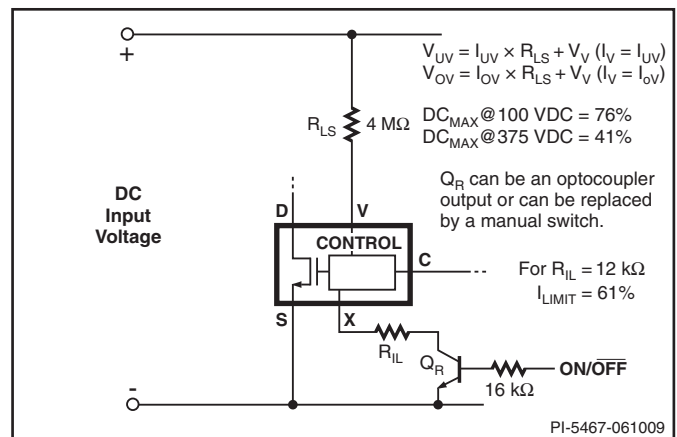 +
V_UV = I_UV × R_LS + V_V (I_V = I_UV)
V_OV = I_OV × R_LS + V_V (I_V = I_oV)
R_LS 4 MΩ
DC_MAX@100 VDC = 76%
DC_MAX@375 VDC = 41%
DC
Input
Voltage
Q_R can be an optocoupler
output or can be replaced
by a manual switch.
D
V
CONTROL
C
For R_IL = 12 kΩ
I_LIMIT = 61%
S
X
R_IL
Q_R
ON/OFF
16 kΩ
-
PI-5467-061009